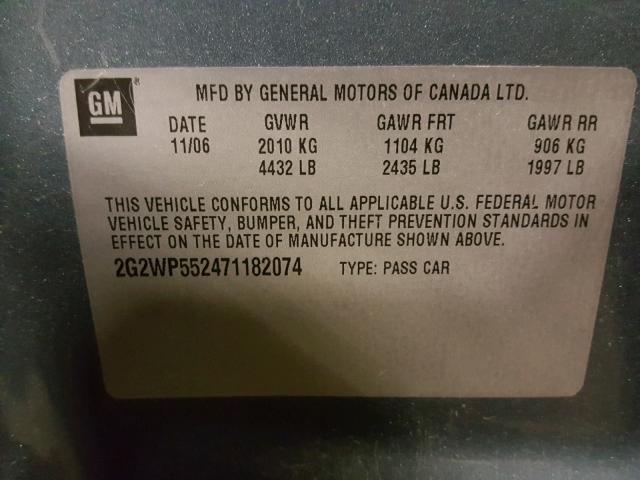 GM
MFD BY GENERAL MOTORS OF CANADA LTD.
DATE GVWR GAWR FRT GAWR RR
11/06 2010 KG 1104 KG 906 KG
4432 LB 2435 LB 1997 LB
THIS VEHICLE CONFORMS TO ALL APPLICABLE U.S. FEDERAL MOTOR
VEHICLE SAFETY, BUMPER, AND THEFT PREVENTION STANDARDS IN
EFFECT ON THE DATE OF MANUFACTURE SHOWN ABOVE.
2G2WP552471182074 TYPE: PASS CAR